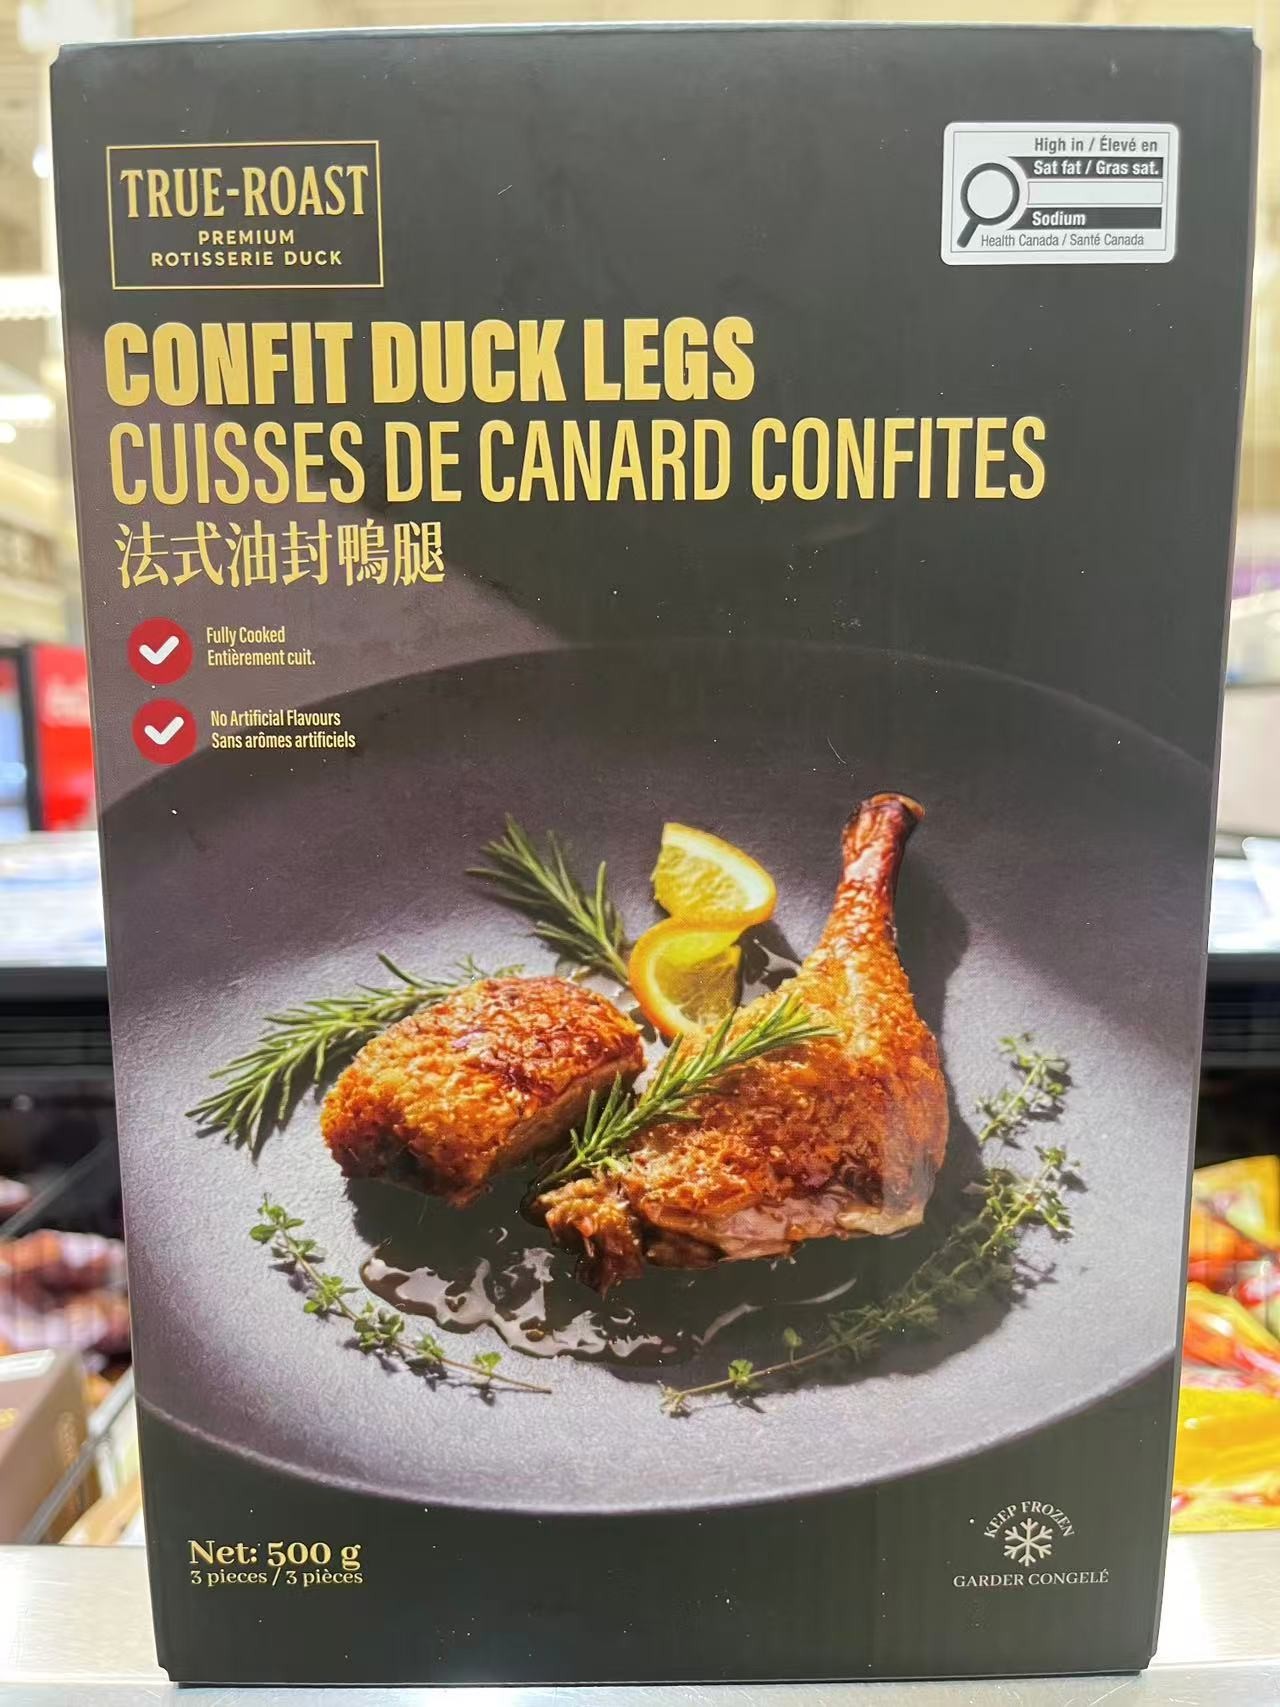 TRUE-ROAST
PREMIUM
ROTISSERIE DUCK
High in / Élevé en
Sat fat / Gras sat.
Sodium
Health Canada / Santé Canada
CONFIT DUCK LEGS
CUISSES DE CANARD CONFITES
法式油封鴨腿
Fully Cooked
Entièrement cuit.
No Artificial Flavours
Sans arômes artificiels
Net: 500 g
3 pieces / 3 pièces
KEEP FROZEN
GARDER CONGELÉ